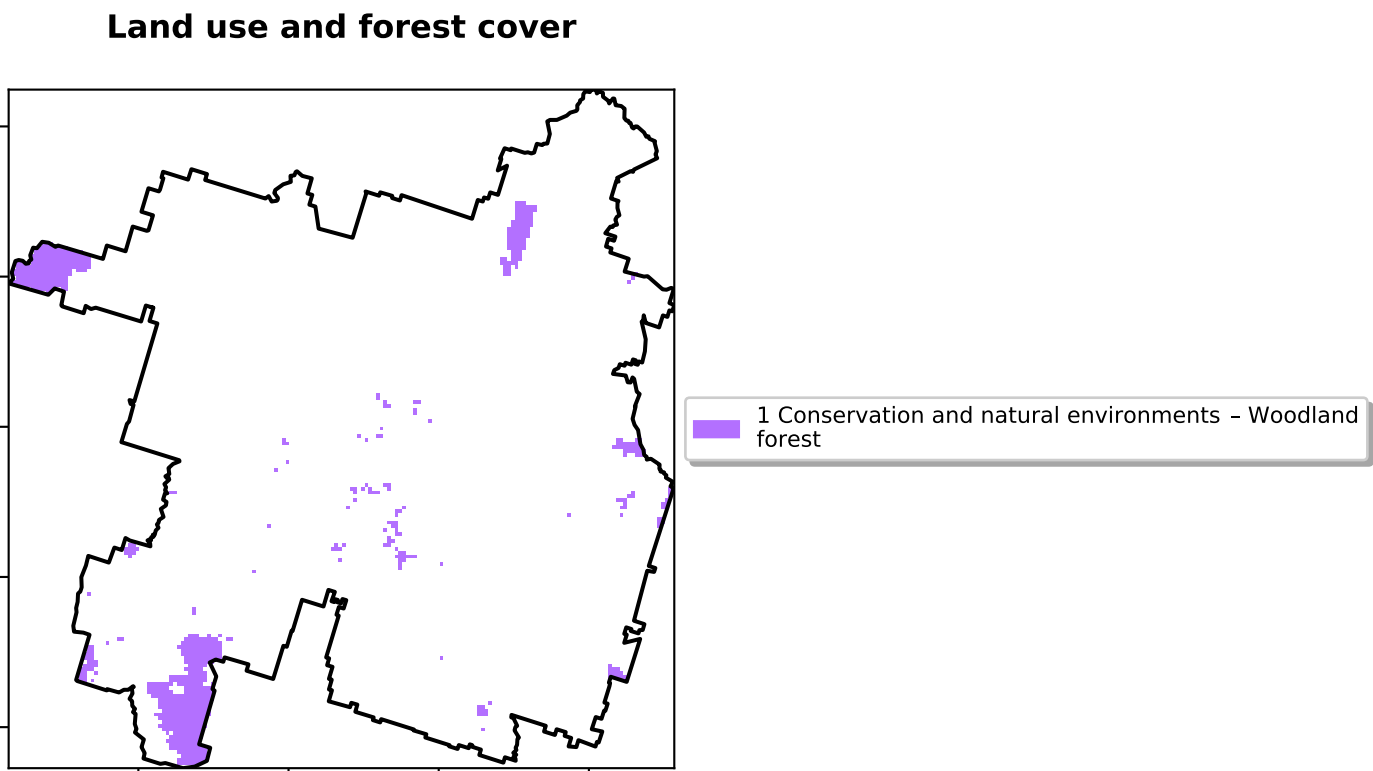 Land use and forest cover
1 Conservation and natural environments – Woodland
forest